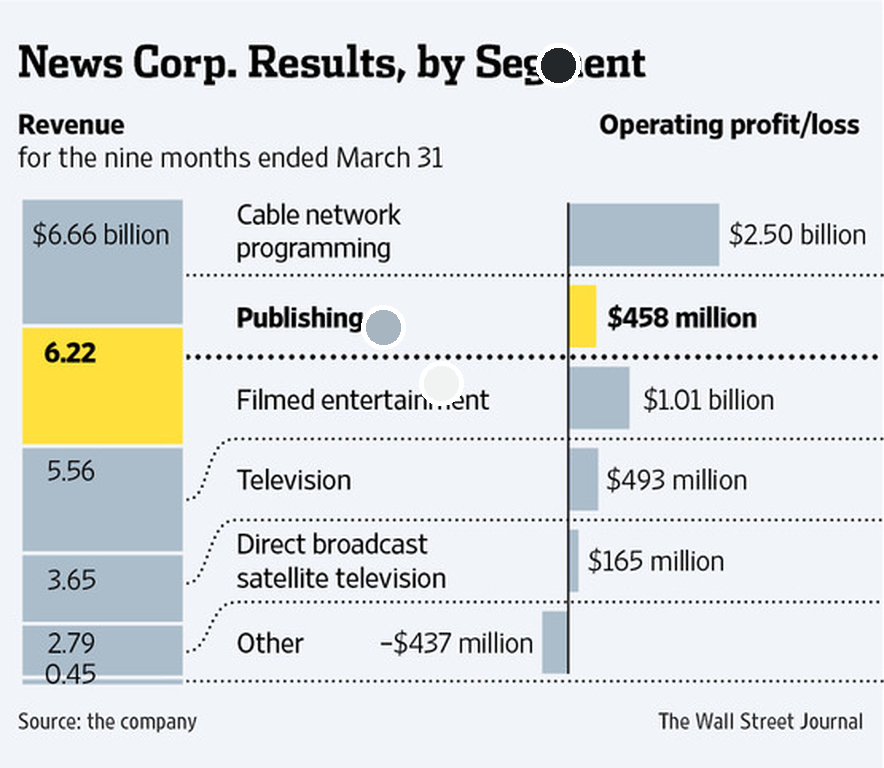 News Corp. Results, by Segment
Revenue
for the nine months ended March 31
Operating profit/loss
$6.66 billion
Cable network
programming
$2.50 billion
6.22
Publishing
$458 million
5.56
Filmed entertainment
$1.01 billion
3.65
Television
$493 million
2.79
Direct broadcast
satellite television
$165 million
0.45
Other
–$437 million
Source: the company
The Wall Street Journal